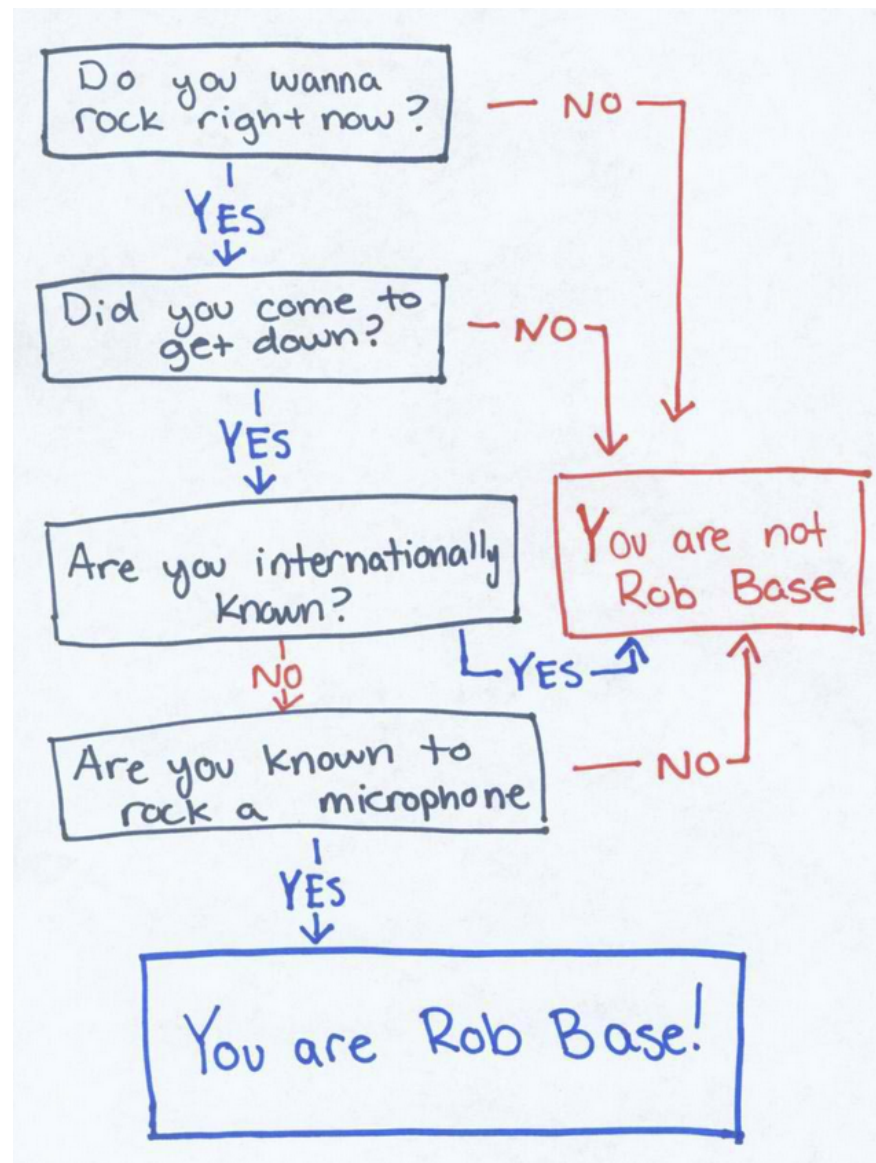 Do you wanna
rock right now?
NO
YES
Did you come to
get down?
NO
YES
Are you internationally
known?
You are not
Rob Base
NO
YES
Are you known to
rock a microphone
NO
YES
You are Rob Base!